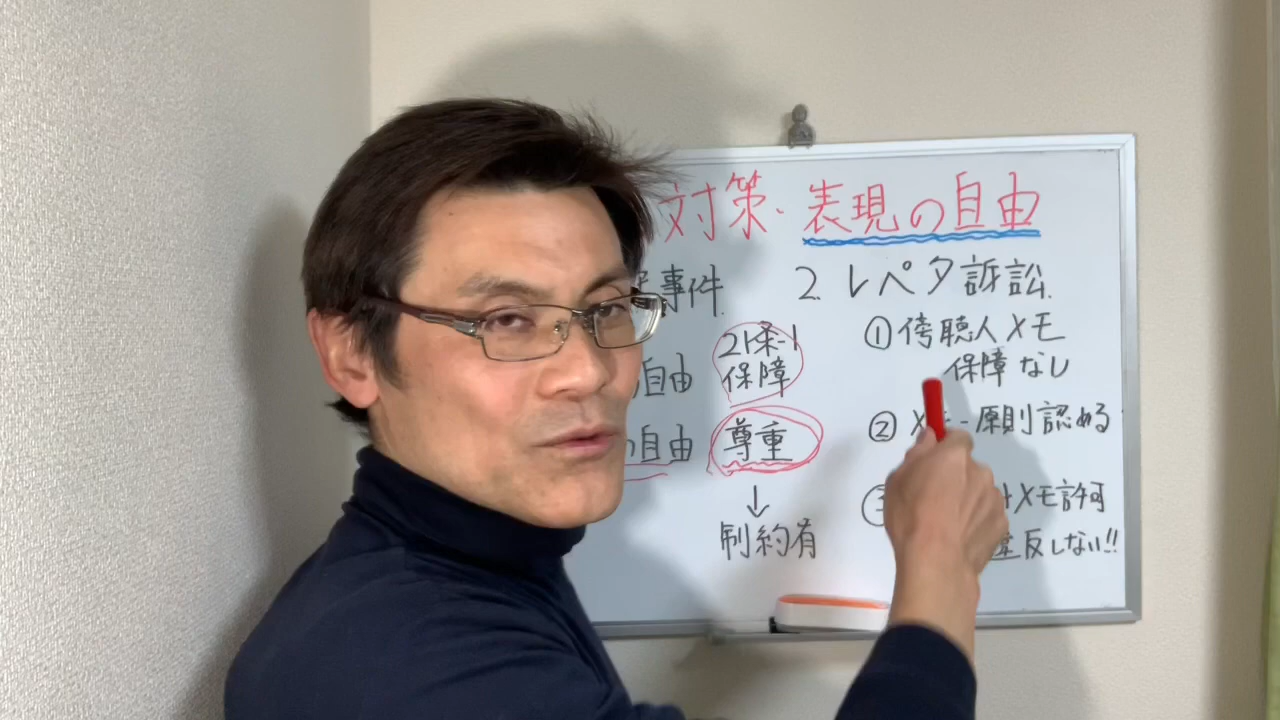 対策・表現の自由
事件
の自由 21条-1 保障
の自由 尊重
↓
制約有
2. レペタ訴訟.
①傍聴人メモ
保障なし
②メモ-原則認める
③ メモ許可
違反しない!!